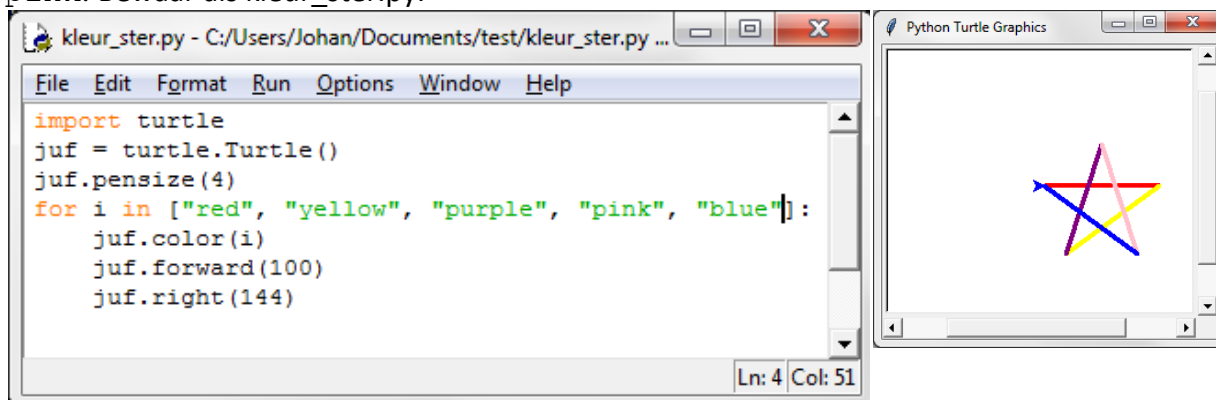 kleur_ster.py - C:/Users/Johan/Documents/test/kleur_ster.py ...
File Edit Format Run Options Window Help
import turtle
juf = turtle.Turtle()
juf.pensize(4)
for i in ["red", "yellow", "purple", "pink", "blue"]:
    juf.color(i)
    juf.forward(100)
    juf.right(144)
Ln: 4 Col: 51
Python Turtle Graphics